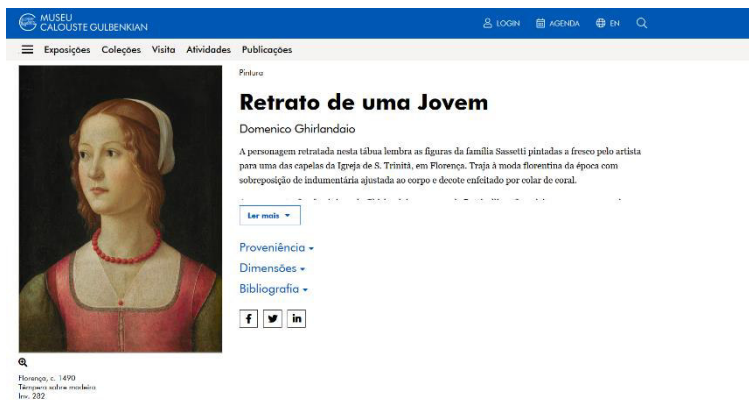 MUSEU
CALOUSTE GULBENKIAN
LOGIN AGENDA EN
Exposições Coleções Visita Atividades Publicações
Pintura
Retrato de uma Jovem
Domenico Ghirlandaio
A personagem retratada nesta tábua lembra as figuras da família Sassetti pintadas a fresco pelo artista
para uma das capelas da Igreja de S. Trinitá, em Florença. Traja à moda florentina da época com
sobreposição de indumentária ajustada ao corpo e decote enfeitado por colar de coral.
Ler mais
Proveniência
Dimensões
Bibliografia
Florença, c. 1490
Têmpera sobre madeira
Inv. 282